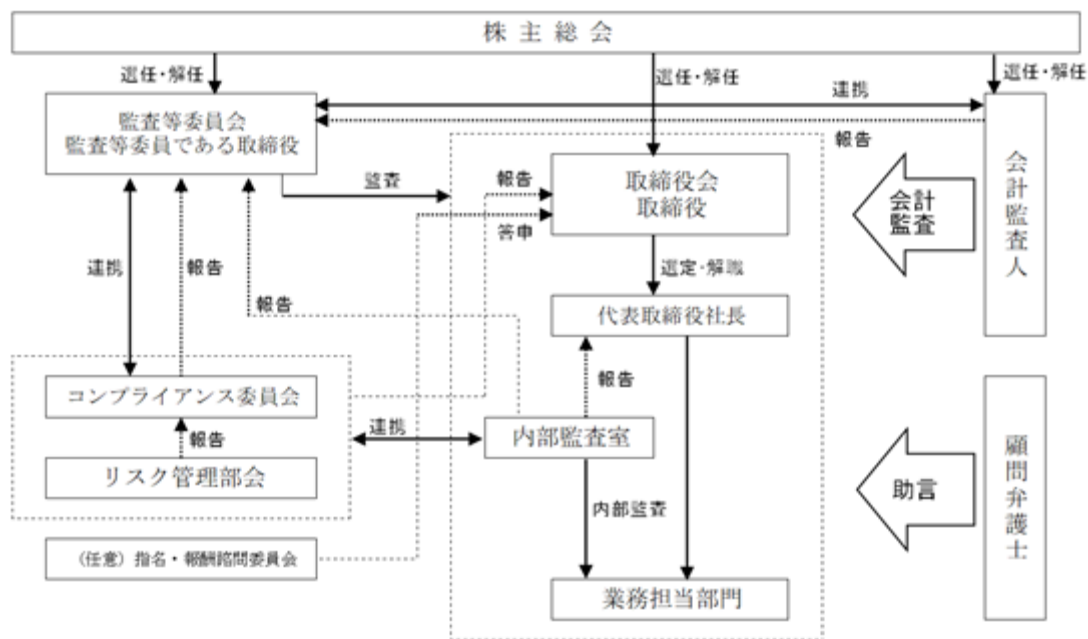 株主総会
選任・解任
選任・解任
選任・解任
連携
監査等委員会
監査等委員である取締役
報告
監査
報告
取締役会
取締役
答申
会計
監査
会計監査人
連携
報告
選定・解職
報告
代表取締役社長
報告
コンプライアンス委員会
報告
リスク管理部会
連携
内部監査室
内部監査
助言
顧問弁護士
(任意)指名・報酬諮問委員会
業務担当部門